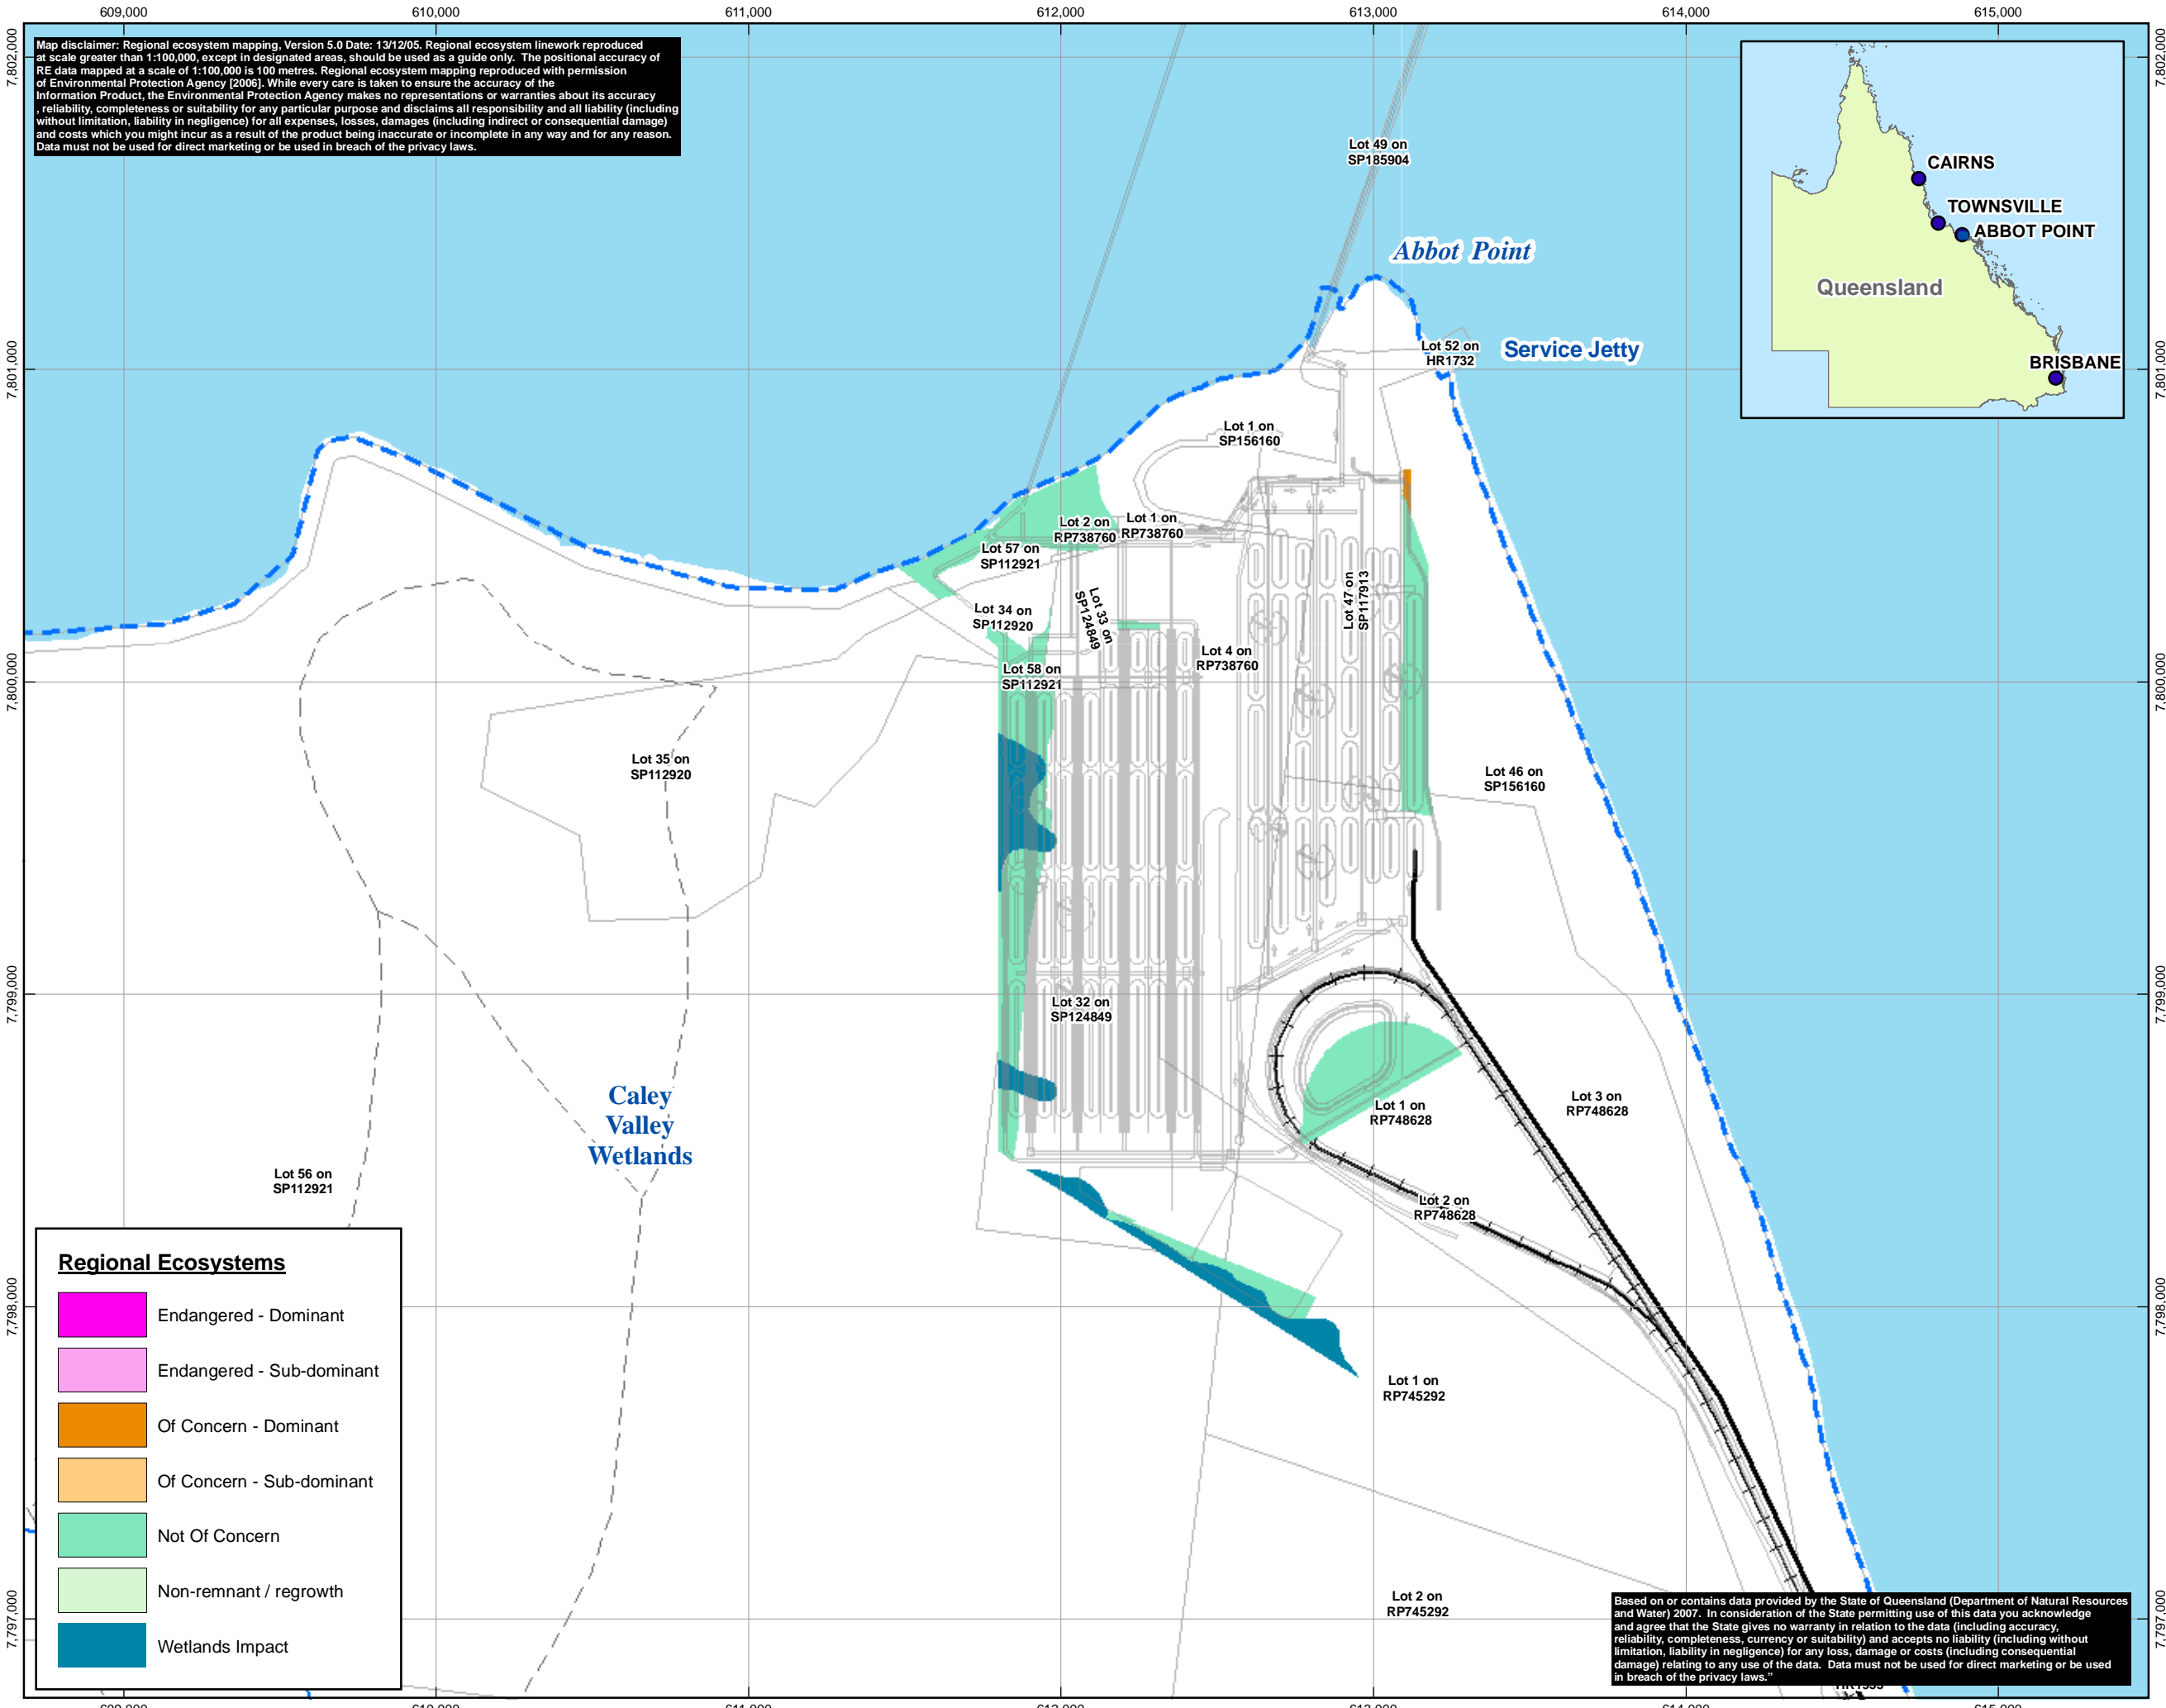 609,000
610,000
611,000
612,000
613,000
614,000
615,000
7,802,000
7,802,000
Map disclaimer: Regional ecosystem mapping, Version 5.0 Date: 13/12/05. Regional ecosystem linework reproduced
at scale greater than 1:100,000, except in designated areas, should be used as a guide only. The positional accuracy of
RE data mapped at a scale of 1:100,000 is 100 metres. Regional ecosystem mapping reproduced with permission
of Environmental Protection Agency [2006]. While every care is taken to ensure the accuracy of the
Information Product, the Environmental Protection Agency makes no representations or warranties about its accuracy
, reliability, completeness or suitability for any particular purpose and disclaims all responsibility and all liability (including
without limitation, liability in negligence) for all expenses, losses, damages (including indirect or consequential damage)
and costs which you might incur as a result of the product being inaccurate or incomplete in any way and for any reason.
Data must not be used for direct marketing or be used in breach of the privacy laws.
CAIRNS
TOWNSVILLE
ABBOT POINT
Queensland
BRISBANE
Lot 49 on
SP185904
Abbot Point
Service Jetty
Lot 52 on
HR1732
7,801,000
7,801,000
Lot 1 on
SP156160
Lot 2 on
RP738760
Lot 1 on
RP738760
Lot 57 on
SP112921
Lot 34 on
SP112920
Lot 33 on
SP124849
Lot 47 on
SP117913
Lot 4 on
RP738760
Lot 58 on
SP112921
7,800,000
7,800,000
Lot 35 on
SP112920
Lot 46 on
SP156160
7,799,000
7,799,000
Lot 32 on
SP124849
Caley
Valley
Wetlands
Lot 1 on
RP748628
Lot 3 on
RP748628
Lot 56 on
SP112921
Lot 2 on
RP748628
7,798,000
7,798,000
Lot 1 on
RP745292
Lot 2 on
RP745292
7,797,000
7,797,000
Regional Ecosystems
Endangered - Dominant
Endangered - Sub-dominant
Of Concern - Dominant
Of Concern - Sub-dominant
Not Of Concern
Non-remnant / regrowth
Wetlands Impact
Based on or contains data provided by the State of Queensland (Department of Natural Resources
and Water) 2007. In consideration of the State permitting use of this data you acknowledge
and agree that the State gives no warranty in relation to the data (including accuracy,
reliability, completeness, currency or suitability) and accepts no liability (including without
limitation, liability in negligence) for any loss, damage or costs (including consequential
damage) relating to any use of the data. Data must not be used for direct marketing or be used
in breach of the privacy laws.”